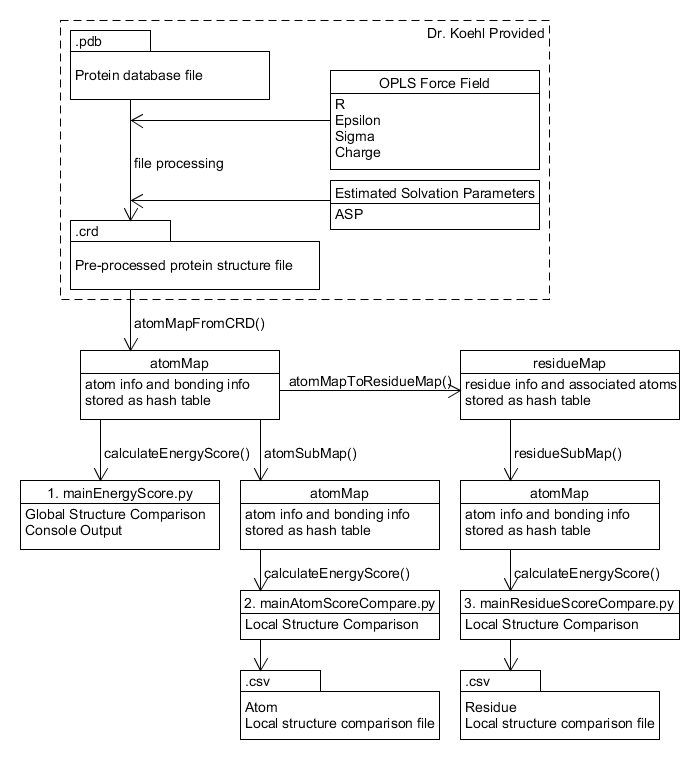 Dr. Koehl Provided
.pdb
Protein database file
OPLS Force Field
R
Epsilon
Sigma
Charge
file processing
Estimated Solvation Parameters
ASP
.crd
Pre-processed protein structure file
atomMapFromCRD()
atomMap
atom info and bonding info
stored as hash table
atomMapToResidueMap()
residueMap
residue info and associated atoms
stored as hash table
calculateEnergyScore()
atomSubMap()
residueSubMap()
1. mainEnergyScore.py
Global Structure Comparison
Console Output
atomMap
atom info and bonding info
stored as hash table
atomMap
atom info and bonding info
stored as hash table
calculateEnergyScore()
calculateEnergyScore()
2. mainAtomScoreCompare.py
Local Structure Comparison
3. mainResidueScoreCompare.py
Local Structure Comparison
.csv
Atom
Local structure comparison file
.csv
Residue
Local structure comparison file